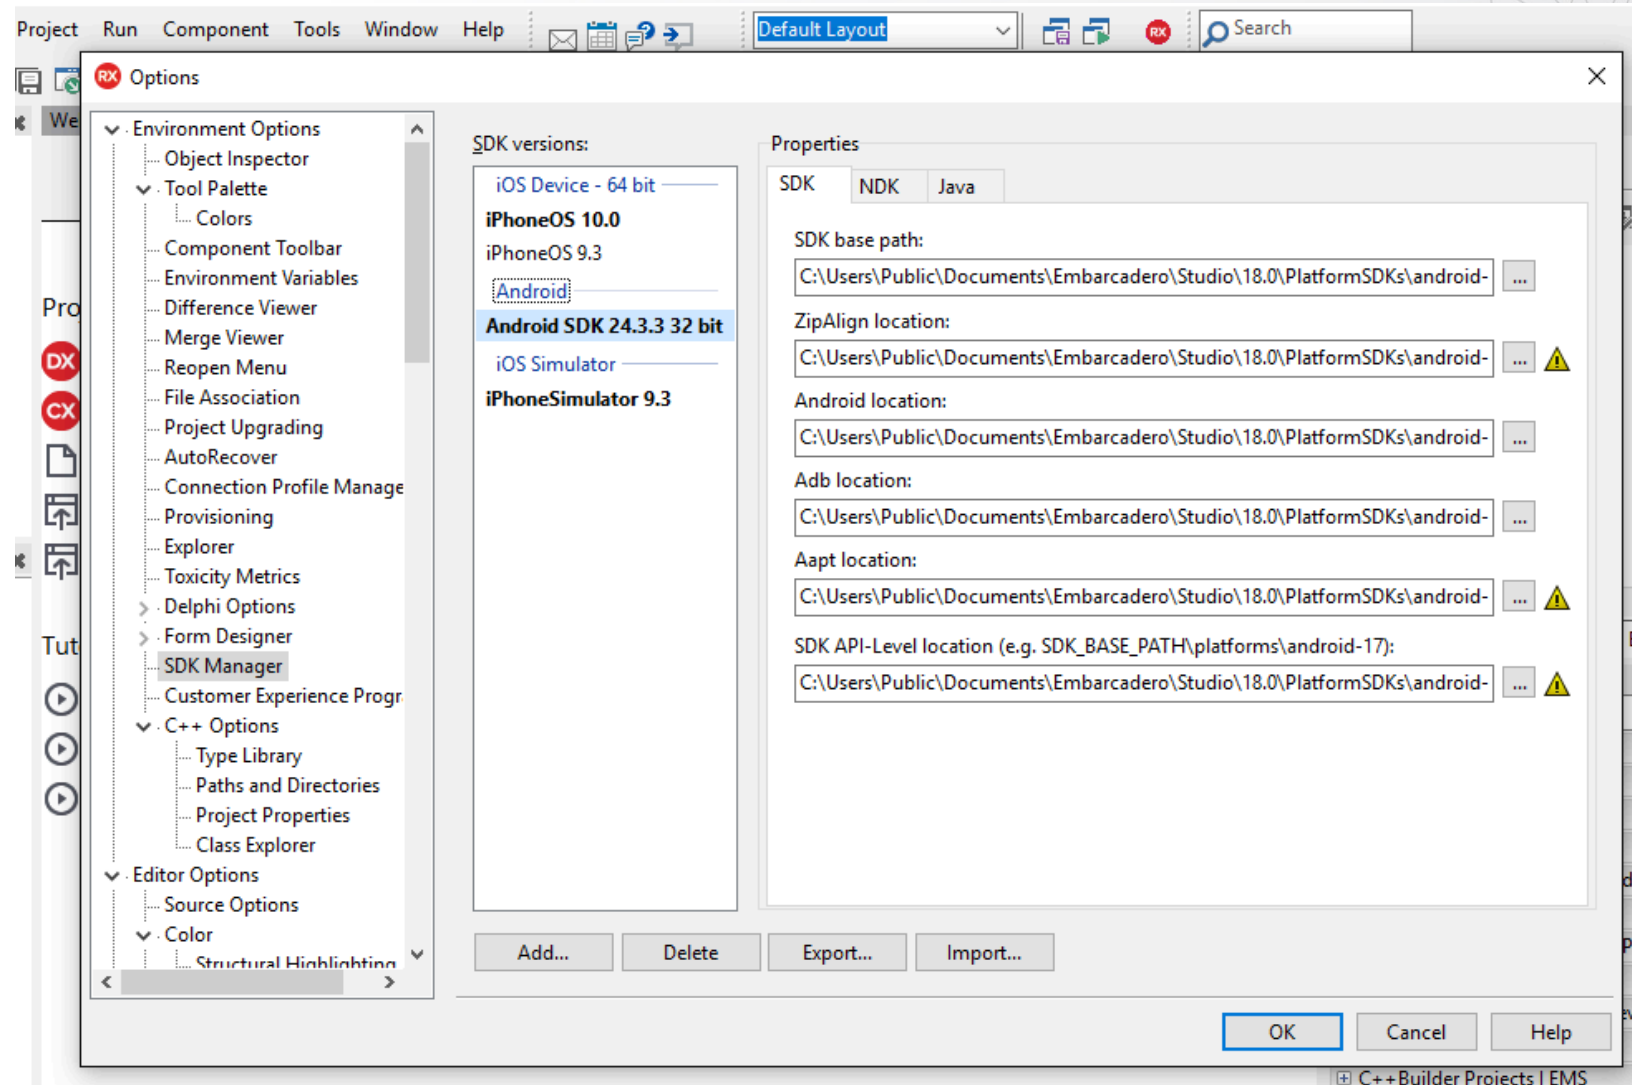 Project Run Component Tools Window Help
Default Layout
Search
RX
RX Options
We
Pro
DX
CX
Tut
Environment Options
Object Inspector
Tool Palette
Colors
Component Toolbar
Environment Variables
Difference Viewer
Merge Viewer
Reopen Menu
File Association
Project Upgrading
AutoRecover
Connection Profile Manage
Provisioning
Explorer
Toxicity Metrics
Delphi Options
Form Designer
SDK Manager
Customer Experience Progr
C++ Options
Type Library
Paths and Directories
Project Properties
Class Explorer
Editor Options
Source Options
Color
Structural Highlighting
SDK versions:
iOS Device - 64 bit
iPhoneOS 10.0
iPhoneOS 9.3
Android
Android SDK 24.3.3 32 bit
iOS Simulator
iPhoneSimulator 9.3
Properties
SDK NDK Java
SDK base path:
C:\Users\Public\Documents\Embarcadero\Studio\18.0\PlatformSDKs\android-
...
ZipAlign location:
C:\Users\Public\Documents\Embarcadero\Studio\18.0\PlatformSDKs\android-
...
Android location:
C:\Users\Public\Documents\Embarcadero\Studio\18.0\PlatformSDKs\android-
...
Adb location:
C:\Users\Public\Documents\Embarcadero\Studio\18.0\PlatformSDKs\android-
...
Aapt location:
C:\Users\Public\Documents\Embarcadero\Studio\18.0\PlatformSDKs\android-
...
SDK API-Level location (e.g. SDK_BASE_PATH\platforms\android-17):
C:\Users\Public\Documents\Embarcadero\Studio\18.0\PlatformSDKs\android-
...
Add... Delete Export... Import...
OK Cancel Help
C++Builder Projects | EMS